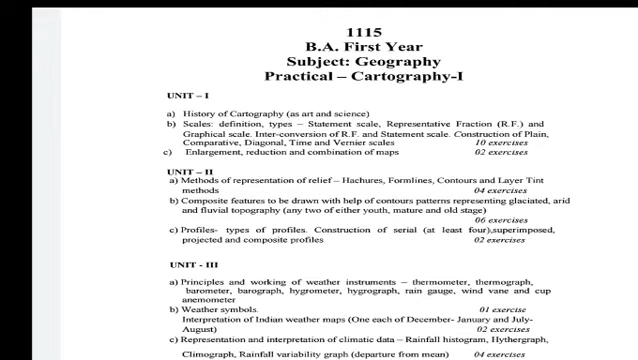 1115
B.A. First Year
Subject: Geography
Practical – Cartography-I
UNIT – I
a) History of Cartography (as art and science)
b) Scales: definition, types – Statement scale, Representative Fraction (R.F.) and
Graphical scale. Inter-conversion of R.F. and Statement scale. Construction of Plain,
Comparative, Diagonal, Time and Vernier scales 10 exercises
c) Enlargement, reduction and combination of maps 02 exercises
UNIT – II
a) Methods of representation of relief – Hachures, Formlines, Contours and Layer Tint
methods 04 exercises
b) Composite features to be drawn with help of contours patterns representing glaciated, arid
and fluvial topography (any two of either youth, mature and old stage)
06 exercises
c) Profiles- types of profiles. Construction of serial (at least four),superimposed,
projected and composite profiles 02 exercises
UNIT - III
a) Principles and working of weather instruments – thermometer, thermograph,
barometer, barograph, hygrometer, hygrograph, rain gauge, wind vane and cup
anemometer
b) Weather symbols. 01 exercise
Interpretation of Indian weather maps (One each of December- January and July-
August) 02 exercises
c) Representation and interpretation of climatic data – Rainfall histogram, Hythergraph,
Climograph, Rainfall variability graph (departure from mean) 04 exercises